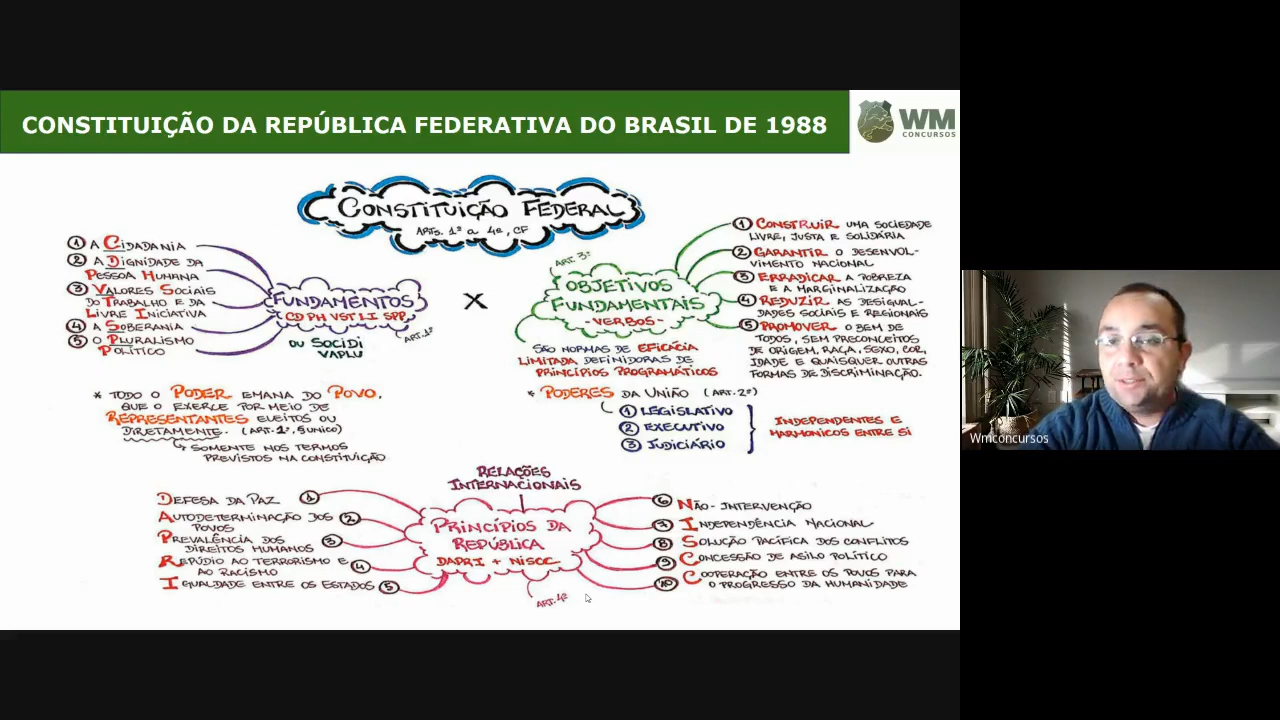 CONSTITUIÇÃO DA REPÚBLICA FEDERATIVA DO BRASIL DE 1988
WM
CONCURSOS
CONSTITUIÇÃO FEDERAL
ARTS. 1º a 4º, CF
① A CIDADANIA
② A DIGNIDADE DA
PESSOA HUMANA
③ VALORES SOCIAIS
DO TRABALHO E DA
LIVRE INICIATIVA
④ A SOBERANIA
⑤ O PLURALISMO
POLÍTICO
FUNDAMENTOS
CD PH VST LI SPP
ART. 1º
OU SOCIDI
VAPLU
X
ART. 3º
OBJETIVOS
FUNDAMENTAIS
-VERBOS-
① CONSTRUIR UMA SOCIEDADE
LIVRE, JUSTA E SOLIDÁRIA
② GARANTIR O DESENVOL-
VIMENTO NACIONAL
③ ERRADICAR A POBREZA
E A MARGINALIZAÇÃO
④ REDUZIR AS DESIGUAL-
DADES SOCIAIS E REGIONAIS
⑤ PROMOVER O BEM DE
TODOS, SEM PRECONCEITOS
DE ORIGEM, RAÇA, SEXO, COR,
IDADE E QUAISQUER OUTRAS
FORMAS DE DISCRIMINAÇÃO.
SÃO NORMAS DE EFICÁCIA
LIMITADA DEFINIDORAS DE
PRINCÍPIOS PROGRAMÁTICOS
* TODO O PODER EMANA DO POVO,
QUE O EXERCE POR MEIO DE
REPRESENTANTES ELEITOS OU
DIRETAMENTE. (ART. 1º, §ÚNICO)
SOMENTE NOS TERMOS
PREVISTOS NA CONSTITUIÇÃO
* PODERES DA UNIÃO (ART. 2º)
① LEGISLATIVO
② EXECUTIVO
③ JUDICIÁRIO
INDEPENDENTES E
HARMONICOS ENTRE SI
RELAÇÕES
INTERNACIONAIS
PRINCÍPIOS DA
REPÚBLICA
DAPRI + NISCC
ART. 4º
DEFESA DA PAZ ①
AUTODETERMINAÇÃO DOS ②
POVOS
PREVALÊNCIA DOS ③
DIREITOS HUMANOS
REPÚDIO AO TERRORISMO E ④
AO RACISMO
IGUALDADE ENTRE OS ESTADOS ⑤
⑥ NÃO-INTERVENÇÃO
⑦ INDEPENDÊNCIA NACIONAL
⑧ SOLUÇÃO PACÍFICA DOS CONFLITOS
⑨ CONCESSÃO DE ASILO POLÍTICO
⑩ COOPERAÇÃO ENTRE OS POVOS PARA
O PROGRESSO DA HUMANIDADE
Wmconcursos